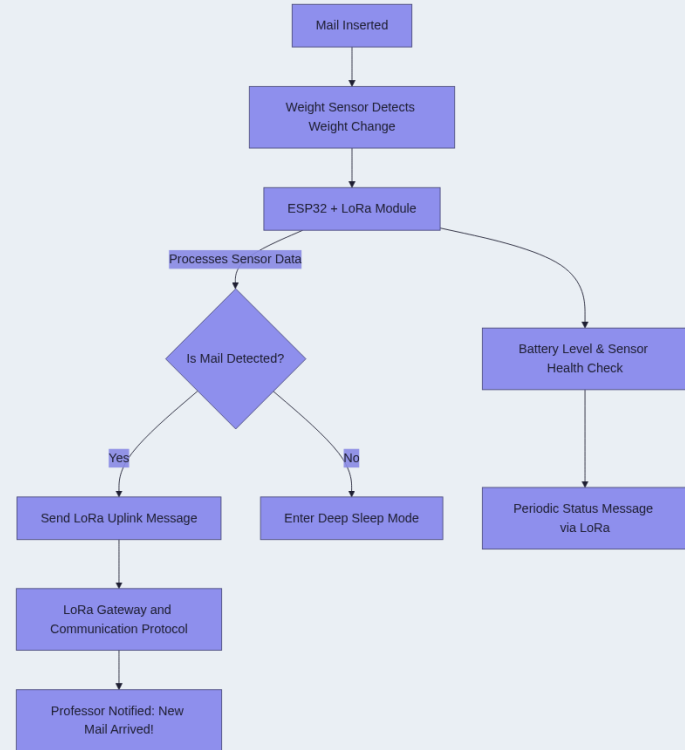 Mail Inserted
Weight Sensor Detects
Weight Change
ESP32 + LoRa Module
Processes Sensor Data
Is Mail Detected?
Battery Level & Sensor
Health Check
Yes
No
Send LoRa Uplink Message
Enter Deep Sleep Mode
Periodic Status Message
via LoRa
LoRa Gateway and
Communication Protocol
Professor Notified: New
Mail Arrived!